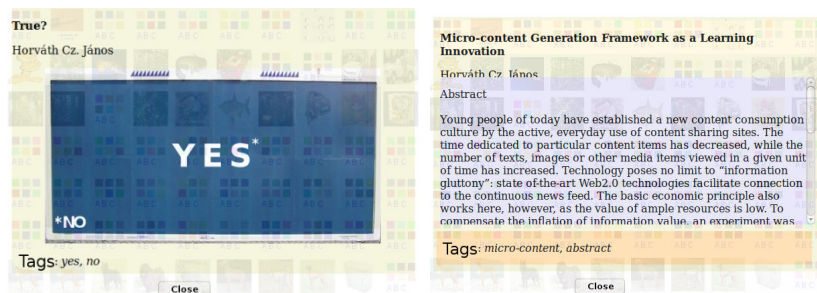 True?
Horváth Cz. János
YES*
*NO
Tags: yes, no
Close
Micro-content Generation Framework as a Learning
Innovation
Horváth Cz. János
Abstract
Young people of today have established a new content consumption
culture by the active, everyday use of content sharing sites. The
time dedicated to particular content items has decreased, while the
number of texts, images or other media items viewed in a given unit
of time has increased. Technology poses no limit to “information
gluttony”: state of-the-art Web2.0 technologies facilitate connection
to the continuous news feed. The basic economic principle also
works here, however, as the value of ample resources is low. To
compensate the inflation of information value, an experiment was
Tags: micro-content, abstract
Close